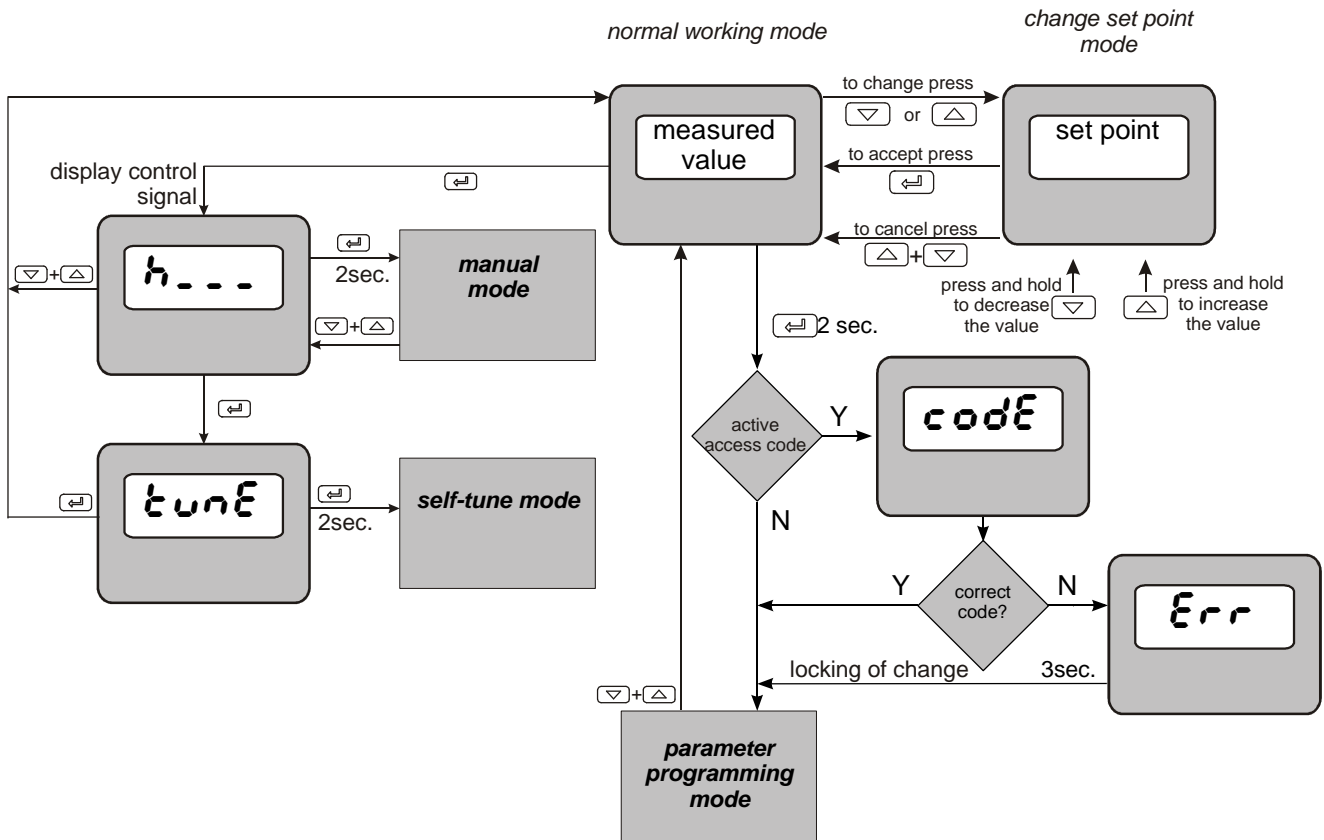 normal working mode
change set point
mode
measured
value
to change press
or
to accept press
to cancel press
+
set point
press and hold
to decrease
the value
press and hold
to increase
the value
display control
signal
h---
+
2sec.
+
manual
mode
tunE
2sec.
self-tune mode
2 sec.
active
access code
Y
N
codE
correct
code?
Y
N
Err
locking of change
3sec.
+
parameter
programming
mode